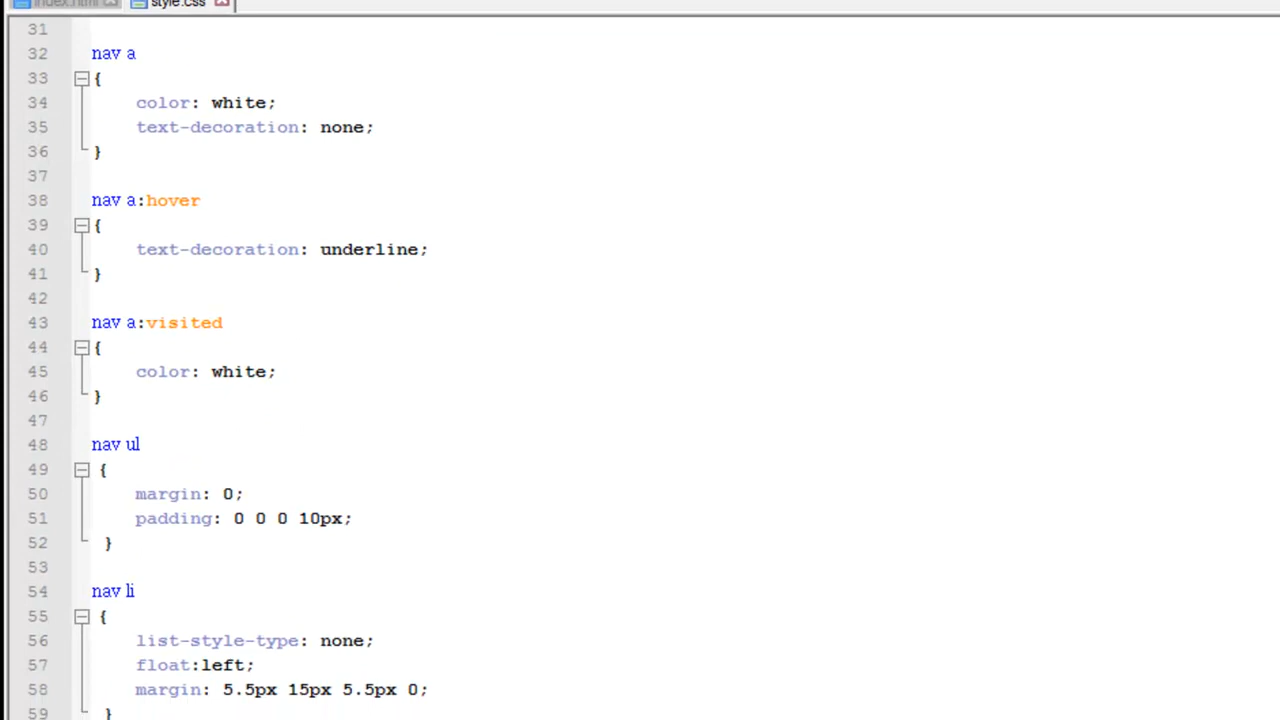 index.html style.css
31
32 nav a
33 {
34 color: white;
35 text-decoration: none;
36 }
37
38 nav a:hover
39 {
40 text-decoration: underline;
41 }
42
43 nav a:visited
44 {
45 color: white;
46 }
47
48 nav ul
49 {
50 margin: 0;
51 padding: 0 0 0 10px;
52 }
53
54 nav li
55 {
56 list-style-type: none;
57 float:left;
58 margin: 5.5px 15px 5.5px 0;
59 }